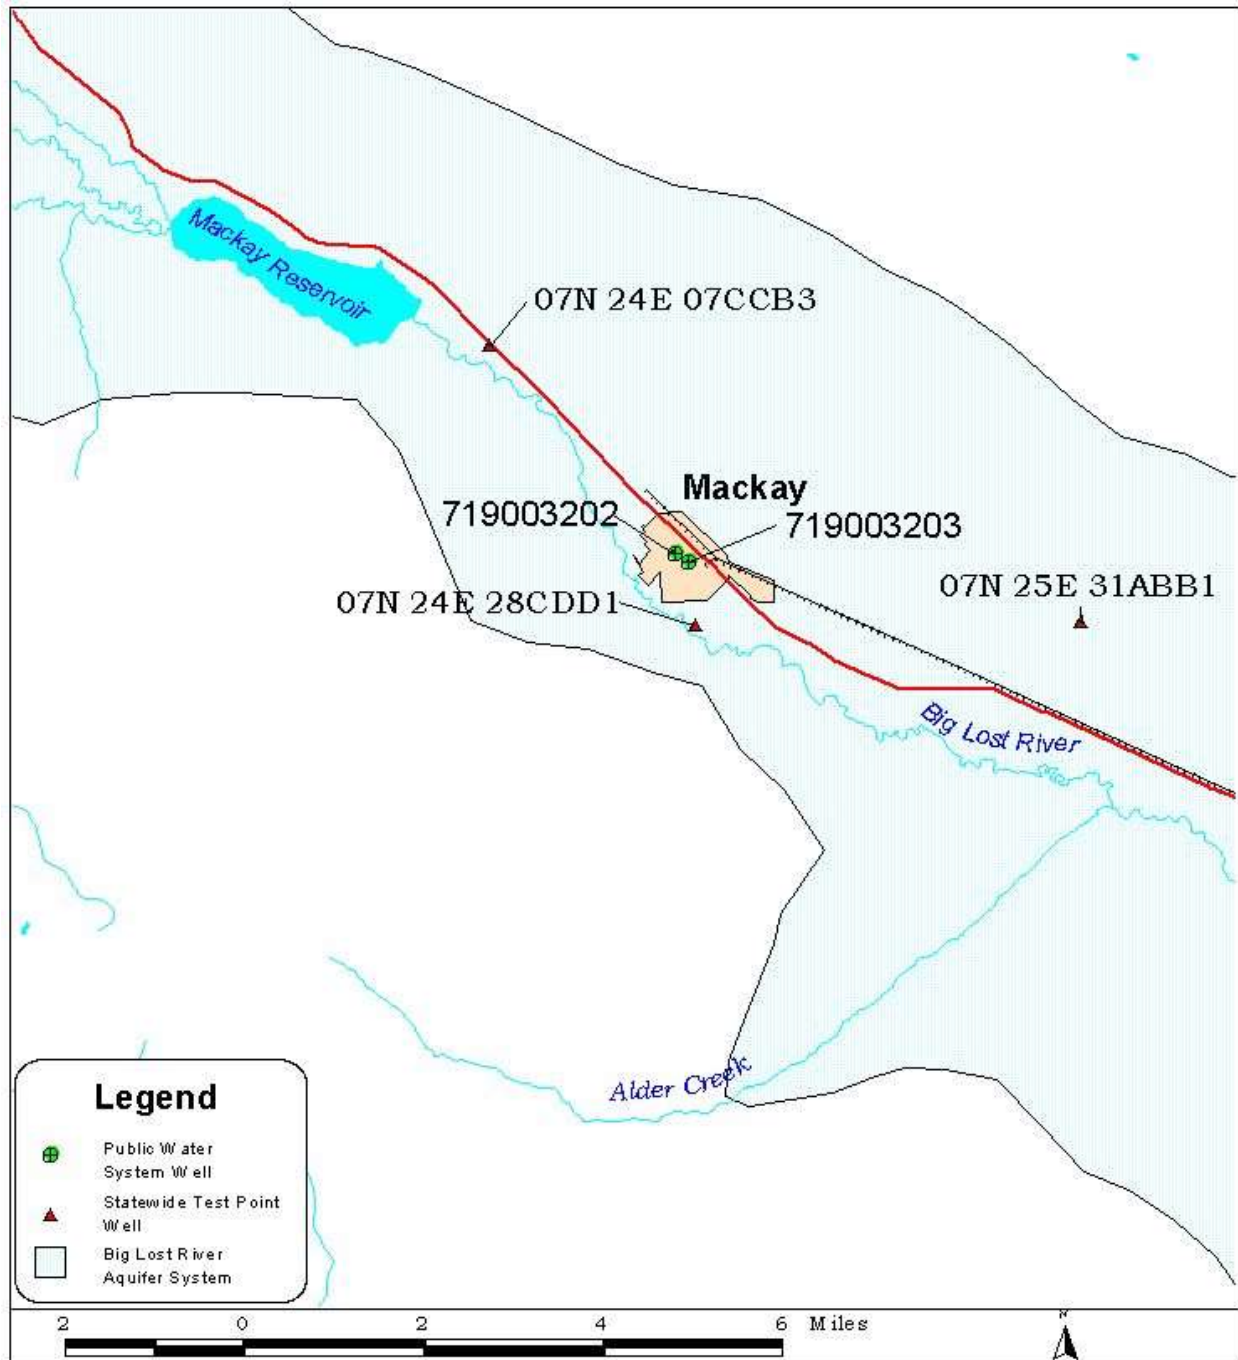 Mackay Reservoir
07N 24E 07CCB3
Mackay
719003202
719003203
07N 24E 28CDD1
07N 25E 31ABB1
Big Lost River
Alder Creek
Legend
Public Water
System Well
Statewide Test Point
Well
Big Lost River
Aquifer System
2 0 2 4 6 Miles
N